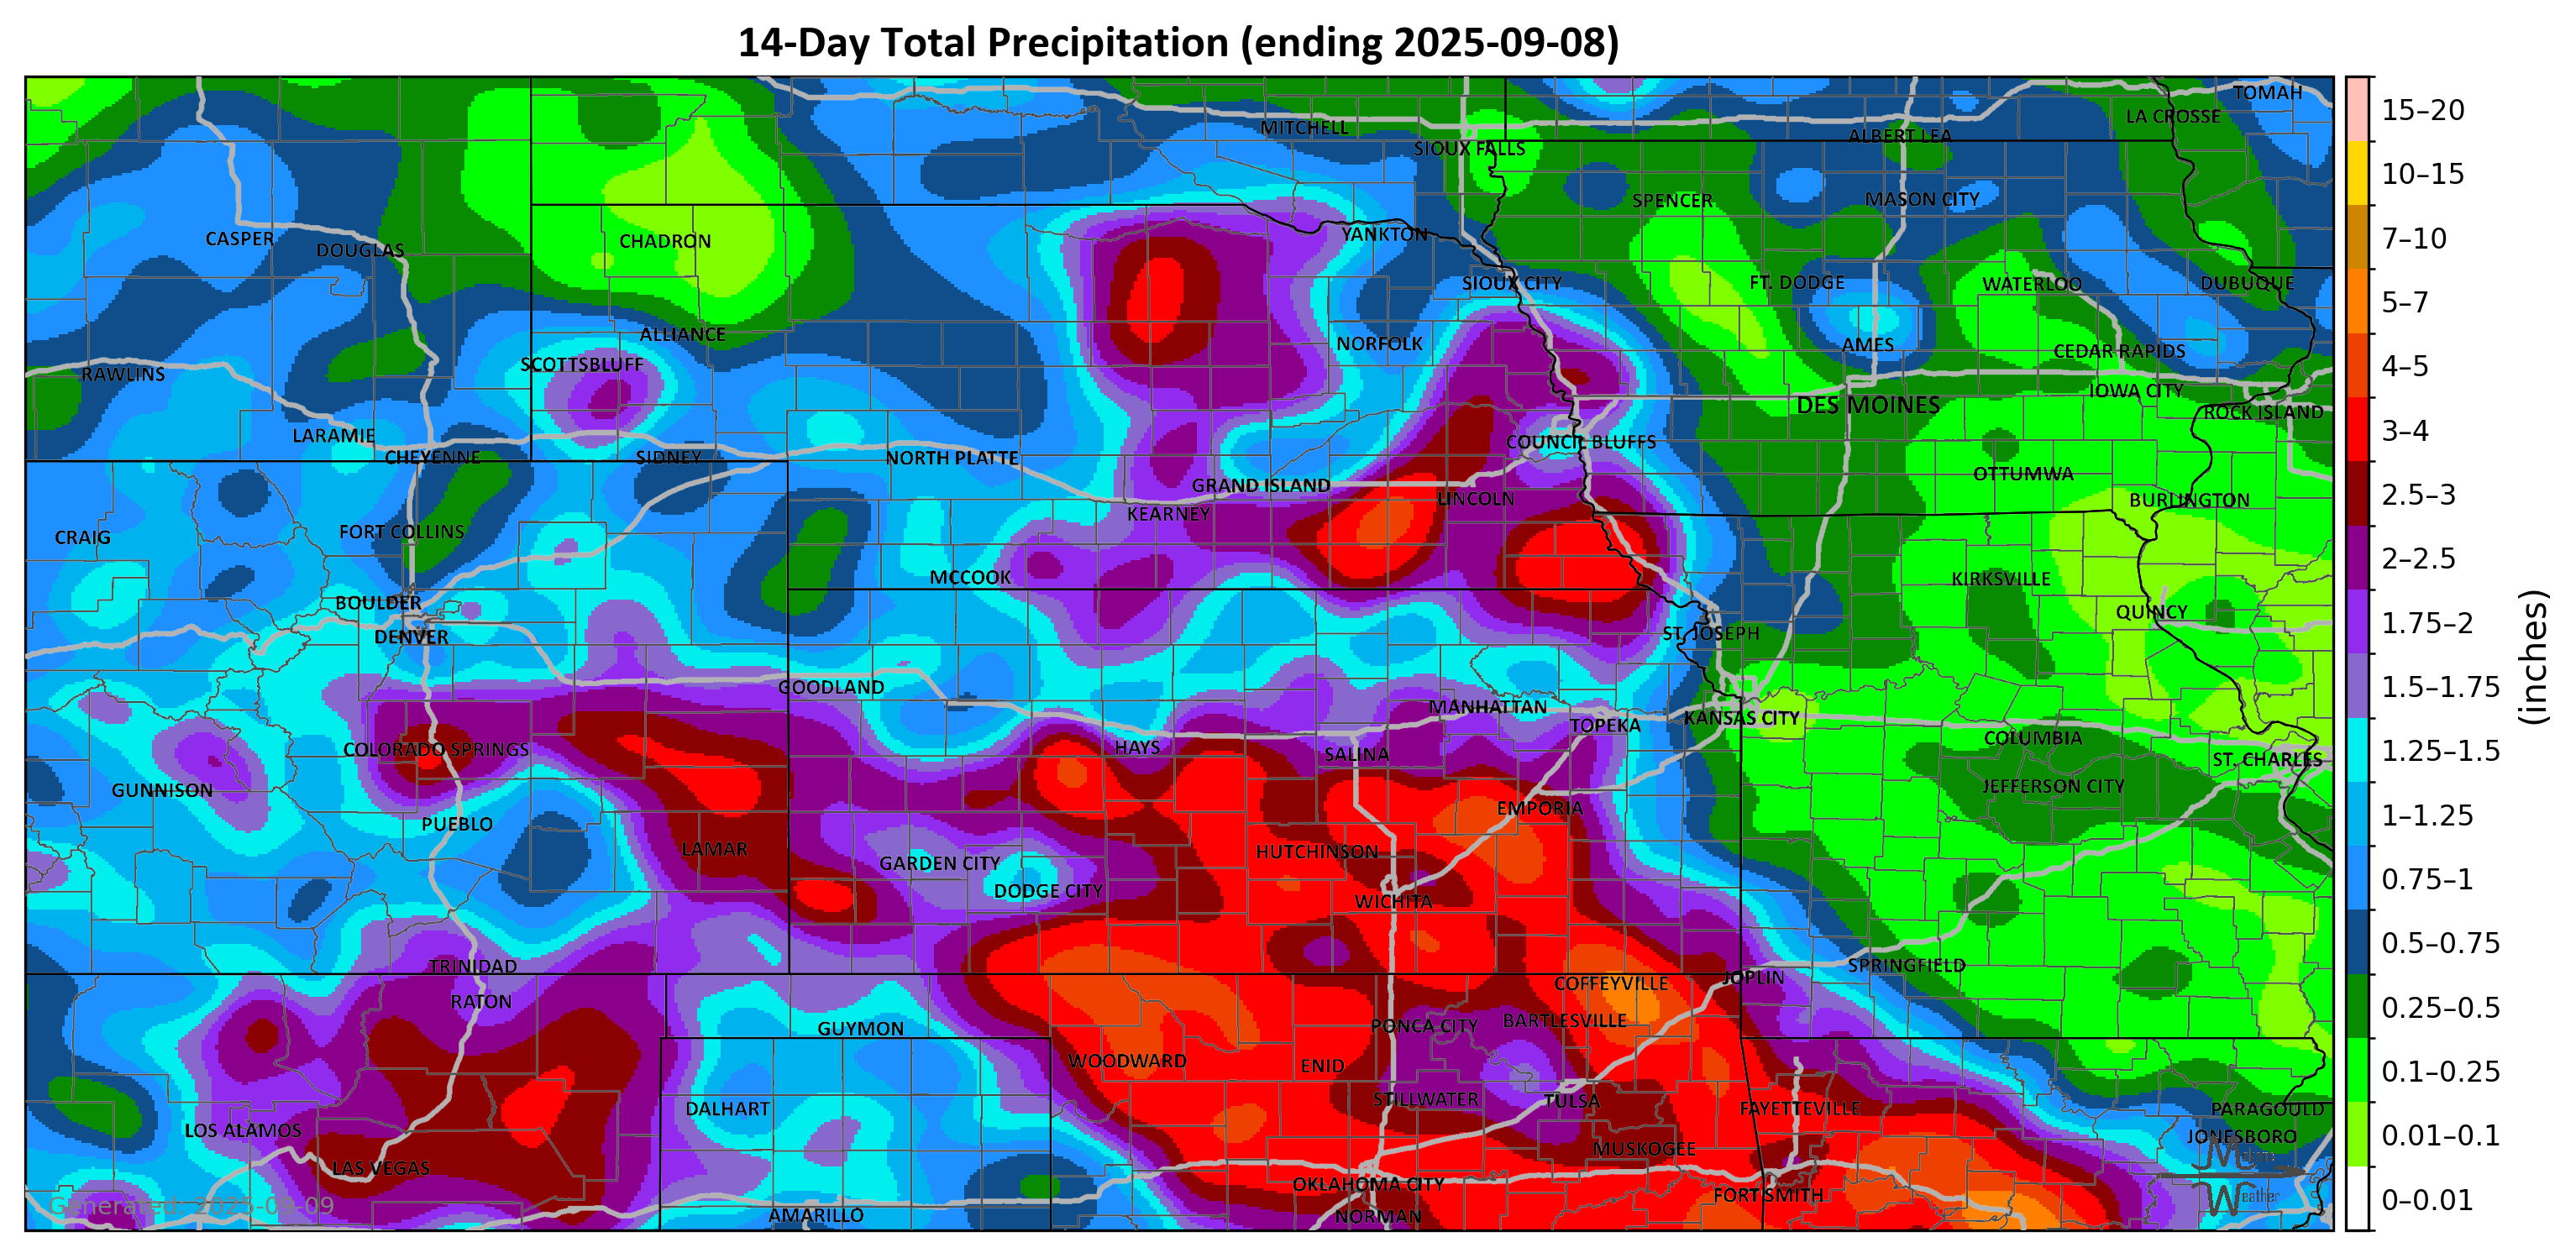 14-Day Total Precipitation (ending 2025-09-08)
TOMAH
LA CROSSE
MITCHELL
ALBERT LEA
SIOUX FALLS
SPENCER
MASON CITY
CASPER
DOUGLAS
CHADRON
YANKTON
SIOUX CITY
FT. DODGE
WATERLOO
DUBUQUE
ALLIANCE
NORFOLK
AMES
CEDAR RAPIDS
SCOTTSBLUFF
RAWLINS
IOWA CITY
DES MOINES
ROCK ISLAND
LARAMIE
COUNCIL BLUFFS
CHEYENNE
SIDNEY
NORTH PLATTE
OTTUMWA
GRAND ISLAND
LINCOLN
BURLINGTON
KEARNEY
CRAIG
FORT COLLINS
MCCOOK
KIRKSVILLE
BOULDER
QUINCY
DENVER
ST. JOSEPH
GOODLAND
MANHATTAN
TOPEKA
KANSAS CITY
COLUMBIA
COLORADO SPRINGS
HAYS
SALINA
ST. CHARLES
GUNNISON
JEFFERSON CITY
EMPORIA
PUEBLO
LAMAR
HUTCHINSON
GARDEN CITY
DODGE CITY
WICHITA
TRINIDAD
SPRINGFIELD
JOPLIN
COFFEYVILLE
RATON
GUYMON
PONCA CITY
BARTLESVILLE
WOODWARD
ENID
STILLWATER
TULSA
DALHART
FAYETTEVILLE
PARAGOULD
LOS ALAMOS
JONESBORO
MUSKOGEE
LAS VEGAS
OKLAHOMA CITY
FORT SMITH
Weather
Generated: 2025-09-09
AMARILLO
NORMAN
15–20
10–15
7–10
5–7
4–5
3–4
2.5–3
2–2.5
1.75–2
1.5–1.75
1.25–1.5
1–1.25
0.75–1
0.5–0.75
0.25–0.5
0.1–0.25
0.01–0.1
0–0.01
(inches)